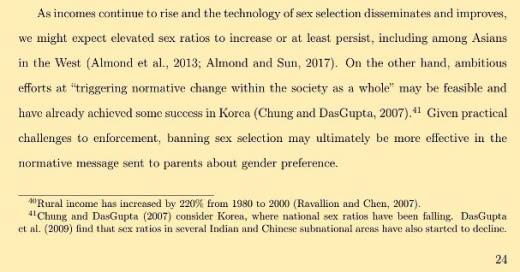 As incomes continue to rise and the technology of sex selection disseminates and improves,
we might expect elevated sex ratios to increase or at least persist, including among Asians
in the West (Almond et al., 2013; Almond and Sun, 2017). On the other hand, ambitious
efforts at “triggering normative change within the society as a whole” may be feasible and
have already achieved some success in Korea (Chung and DasGupta, 2007).⁴¹ Given practical
challenges to enforcement, banning sex selection may ultimately be more effective in the
normative message sent to parents about gender preference.
⁴⁰Rural income has increased by 220% from 1980 to 2000 (Ravallion and Chen, 2007).
⁴¹Chung and DasGupta (2007) consider Korea, where national sex ratios have been falling. DasGupta
et al. (2009) find that sex ratios in several Indian and Chinese subnational areas have also started to decline.
24